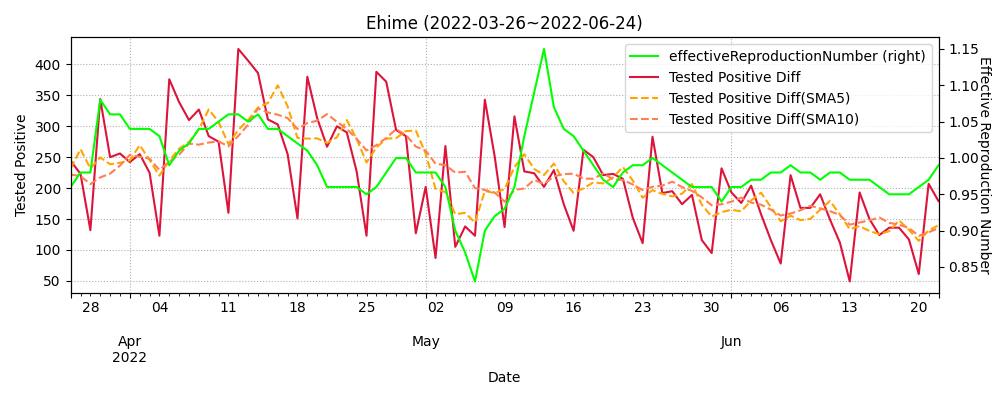 Ehime (2022-03-26~2022-06-24)
effectiveReproductionNumber (right)
Tested Positive Diff
Tested Positive Diff(SMA5)
Tested Positive Diff(SMA10)
Tested Positive
400
350
300
250
200
150
100
50
1.15
1.10
1.05
1.00
0.95
0.90
0.85
Effective Reproduction Number
28 04 11 18 25 02 09 16 23 30 06 13 20
Apr May Jun
2022
Date